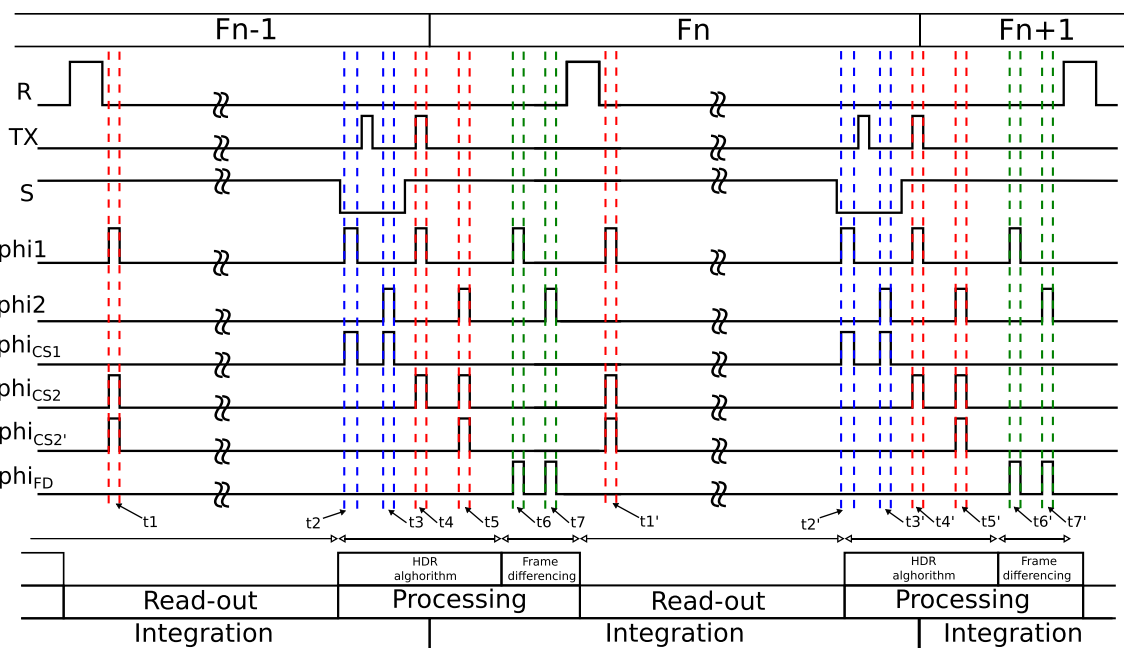 Fn-1 Fn Fn+1
R
TX
S
phi1
phi2
phiCS1
phiCS2
phiCS2'
phiFD
t1 t2 t3 t4 t5 t6 t7 t1' t2' t3' t4' t5' t6' t7'
HDR alghorithm Frame differencing HDR alghorithm Frame differencing
Read-out Processing Read-out Processing
Integration Integration Integration